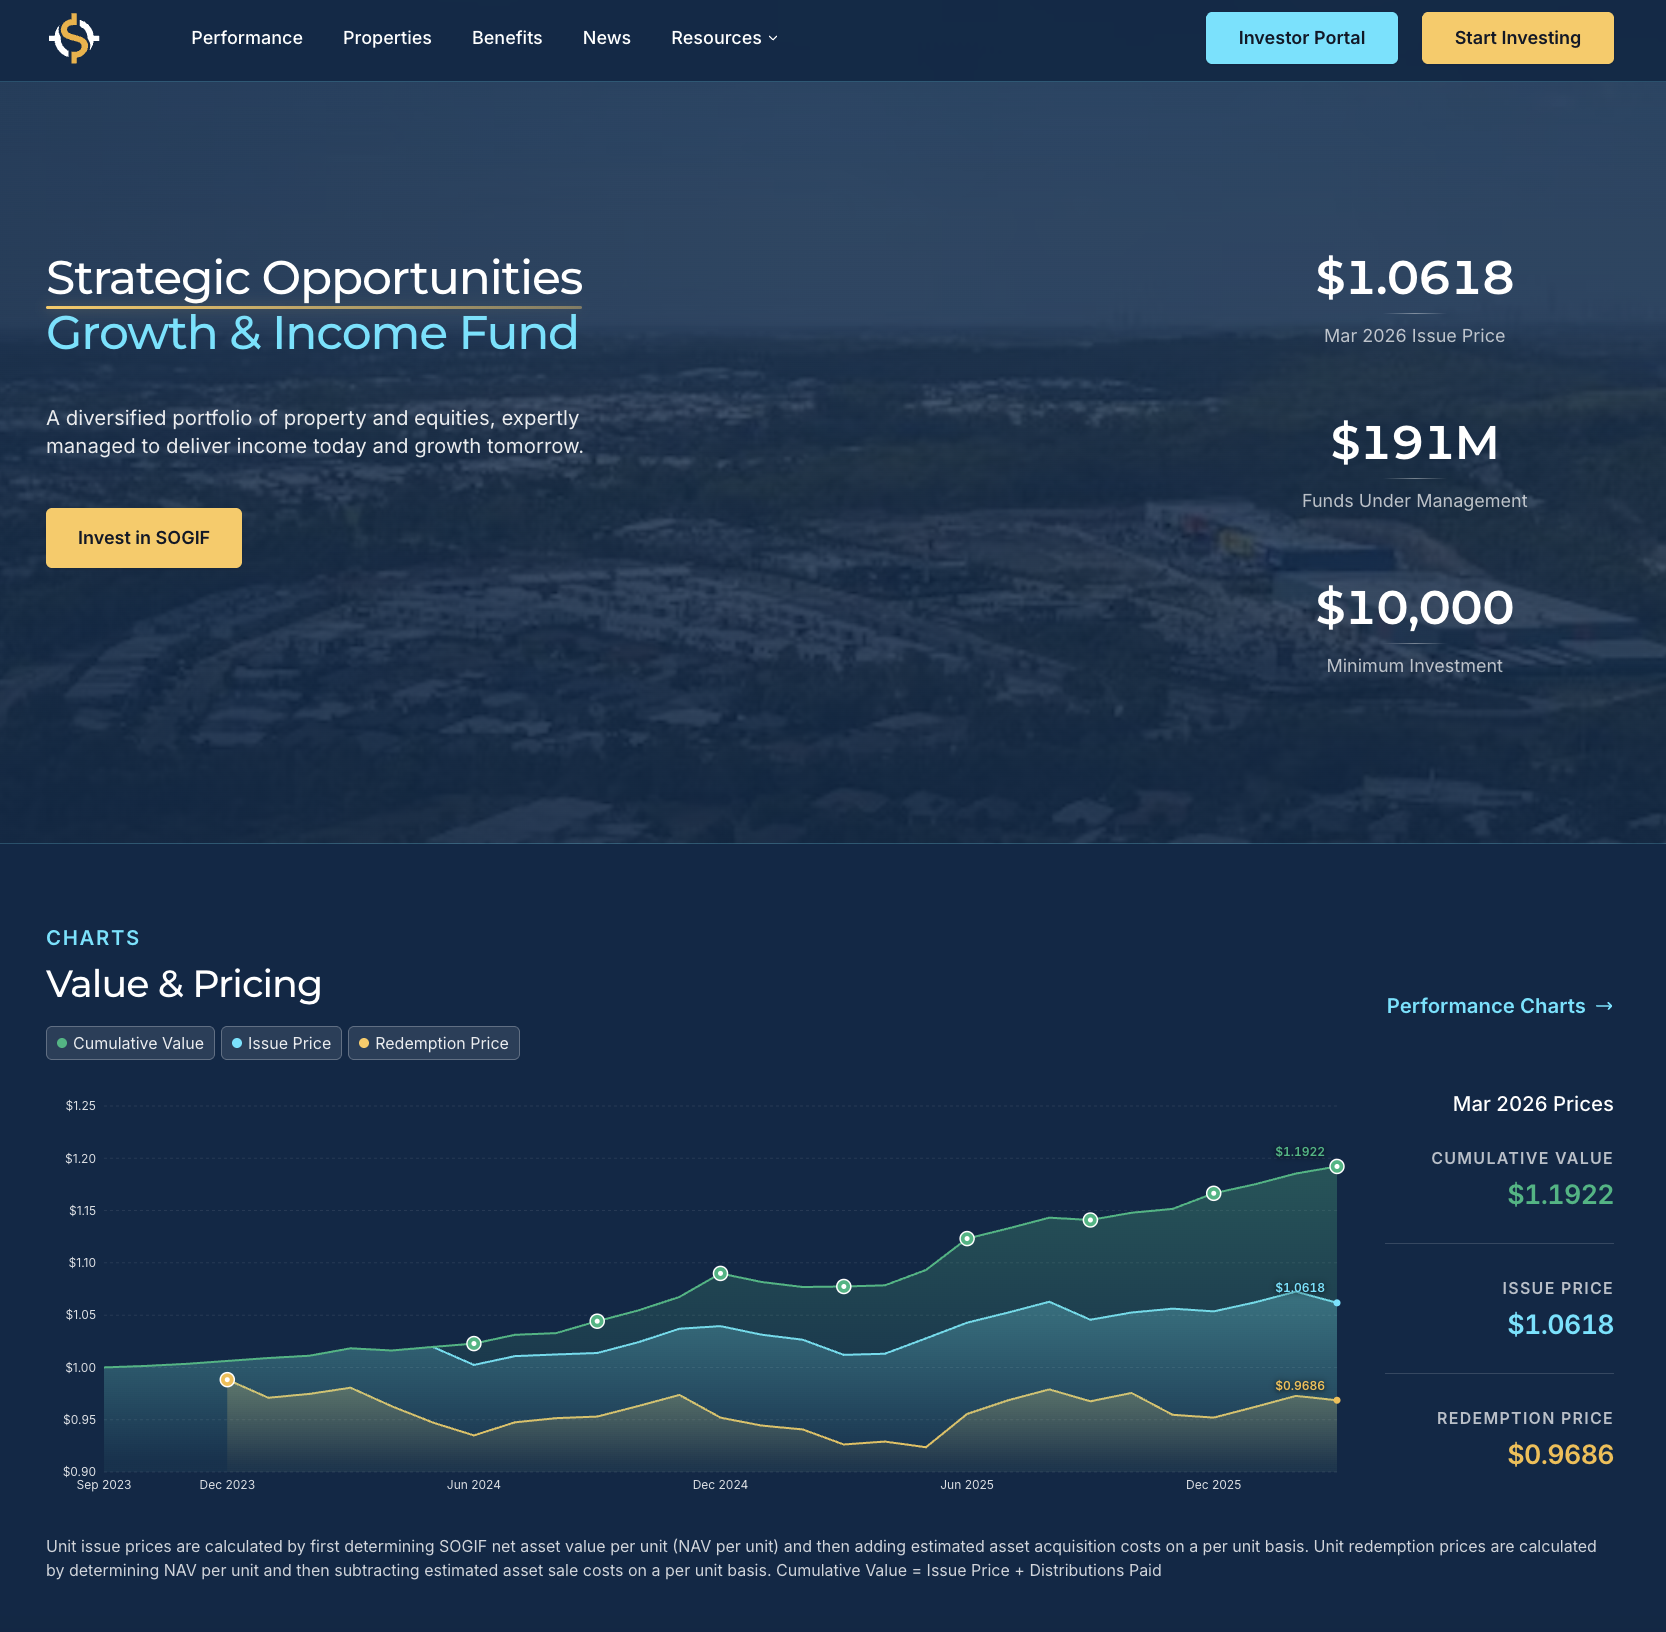 Performance
Properties
Benefits
News
Resources
Investor Portal
Start Investing
Strategic Opportunities
Growth & Income Fund
A diversified portfolio of property and equities, expertly
managed to deliver income today and growth tomorrow.
Invest in SOGIF
$1.0618
Mar 2026 Issue Price
$191M
Funds Under Management
$10,000
Minimum Investment
CHARTS
Value & Pricing
Performance Charts →
Cumulative Value
Issue Price
Redemption Price
$1.25
$1.20
$1.15
$1.10
$1.05
$1.00
$0.95
$0.90
Sep 2023
Dec 2023
Jun 2024
Dec 2024
Jun 2025
Dec 2025
$1.1922
$1.0618
$0.9686
Mar 2026 Prices
CUMULATIVE VALUE
$1.1922
ISSUE PRICE
$1.0618
REDEMPTION PRICE
$0.9686
Unit issue prices are calculated by first determining SOGIF net asset value per unit (NAV per unit) and then adding estimated asset acquisition costs on a per unit basis. Unit redemption prices are calculated
by determining NAV per unit and then subtracting estimated asset sale costs on a per unit basis. Cumulative Value = Issue Price + Distributions Paid